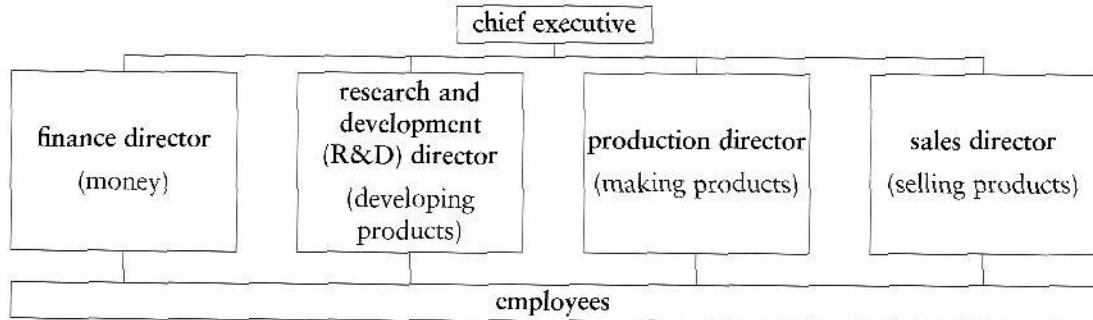 chief executive
finance director
(money)
research and
development
(R&D) director
(developing
products)
production director
(making products)
sales director
(selling products)
employees